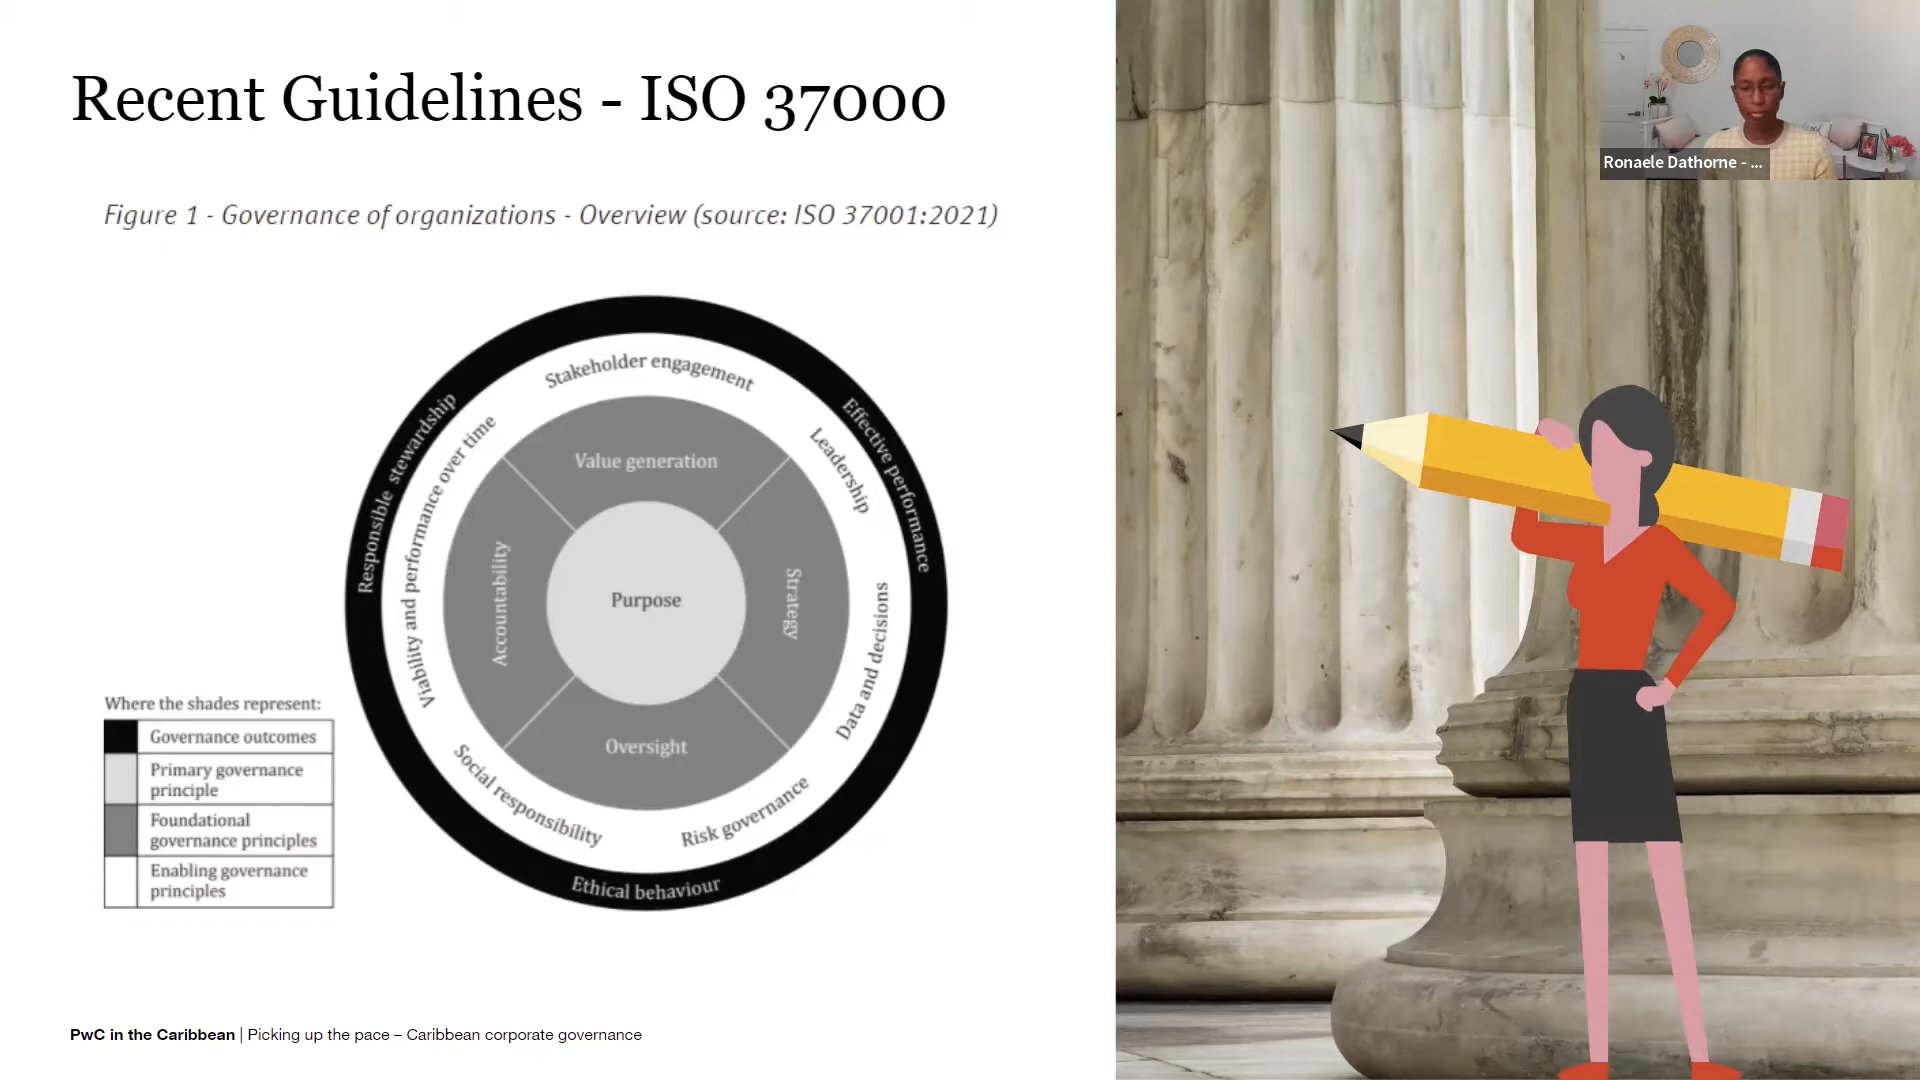 Recent Guidelines - ISO 37000
Ronaele Dathorne - ...
Figure 1 - Governance of organizations - Overview (source: ISO 37001:2021)
Responsible stewardship
Effective performance
Ethical behaviour
Stakeholder engagement
Leadership
Data and decisions
Risk governance
Social responsibility
Viability and performance over time
Value generation
Strategy
Oversight
Accountability
Purpose
Where the shades represent:
Governance outcomes
Primary governance
principle
Foundational
governance principles
Enabling governance
principles
PwC in the Caribbean | Picking up the pace – Caribbean corporate governance